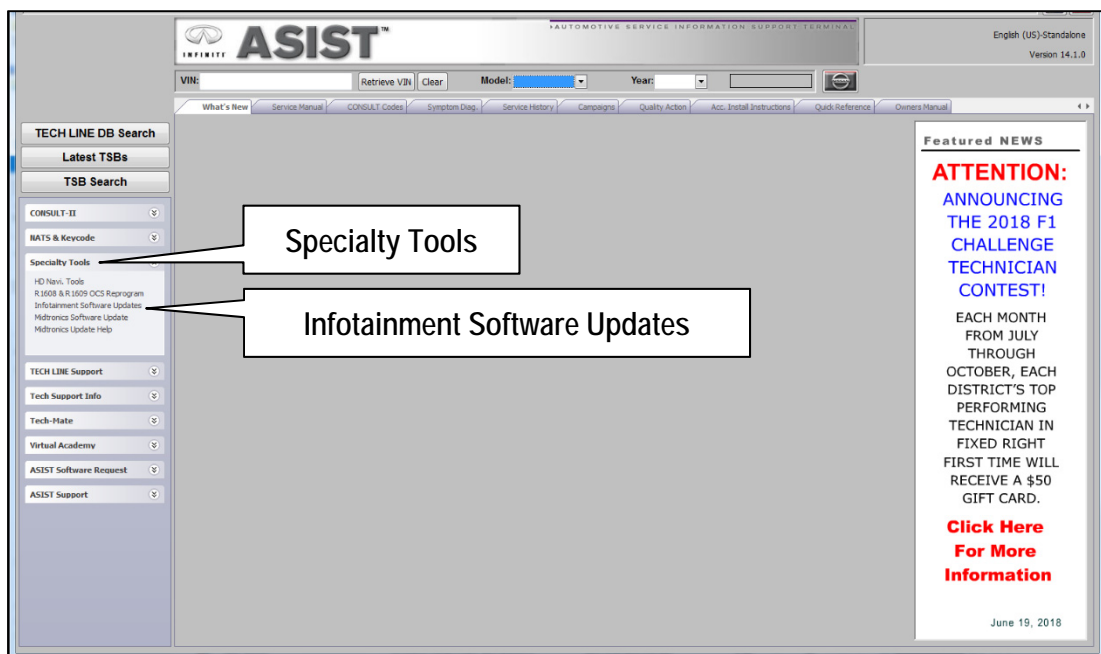 INFINITI
ASIST™
AUTOMOTIVE SERVICE INFORMATION SUPPORT TERMINAL
English (US)-Standalone
Version 14.1.0
VIN:
Retrieve VIN
Clear
Model:
Year:
What's New
Service Manual
CONSULT Codes
Symptom Diag.
Service History
Campaigns
Quality Action
Acc. Install Instructions
Quick Reference
Owners Manual
TECH LINE DB Search
Latest TSBs
TSB Search
CONSULT-II
NATS & Keycode
Specialty Tools
HD Navi. Tools
R1608 & R1609 OCS Reprogram
Infotainment Software Updates
Midtronics Software Update
Midtronics Update Help
TECH LINE Support
Tech Support Info
Tech-Mate
Virtual Academy
ASIST Software Request
ASIST Support
Specialty Tools
Infotainment Software Updates
Featured NEWS
ATTENTION:
ANNOUNCING
THE 2018 F1
CHALLENGE
TECHNICIAN
CONTEST!
EACH MONTH
FROM JULY
THROUGH
OCTOBER, EACH
DISTRICT'S TOP
PERFORMING
TECHNICIAN IN
FIXED RIGHT
FIRST TIME WILL
RECEIVE A $50
GIFT CARD.
Click Here
For More
Information
June 19, 2018